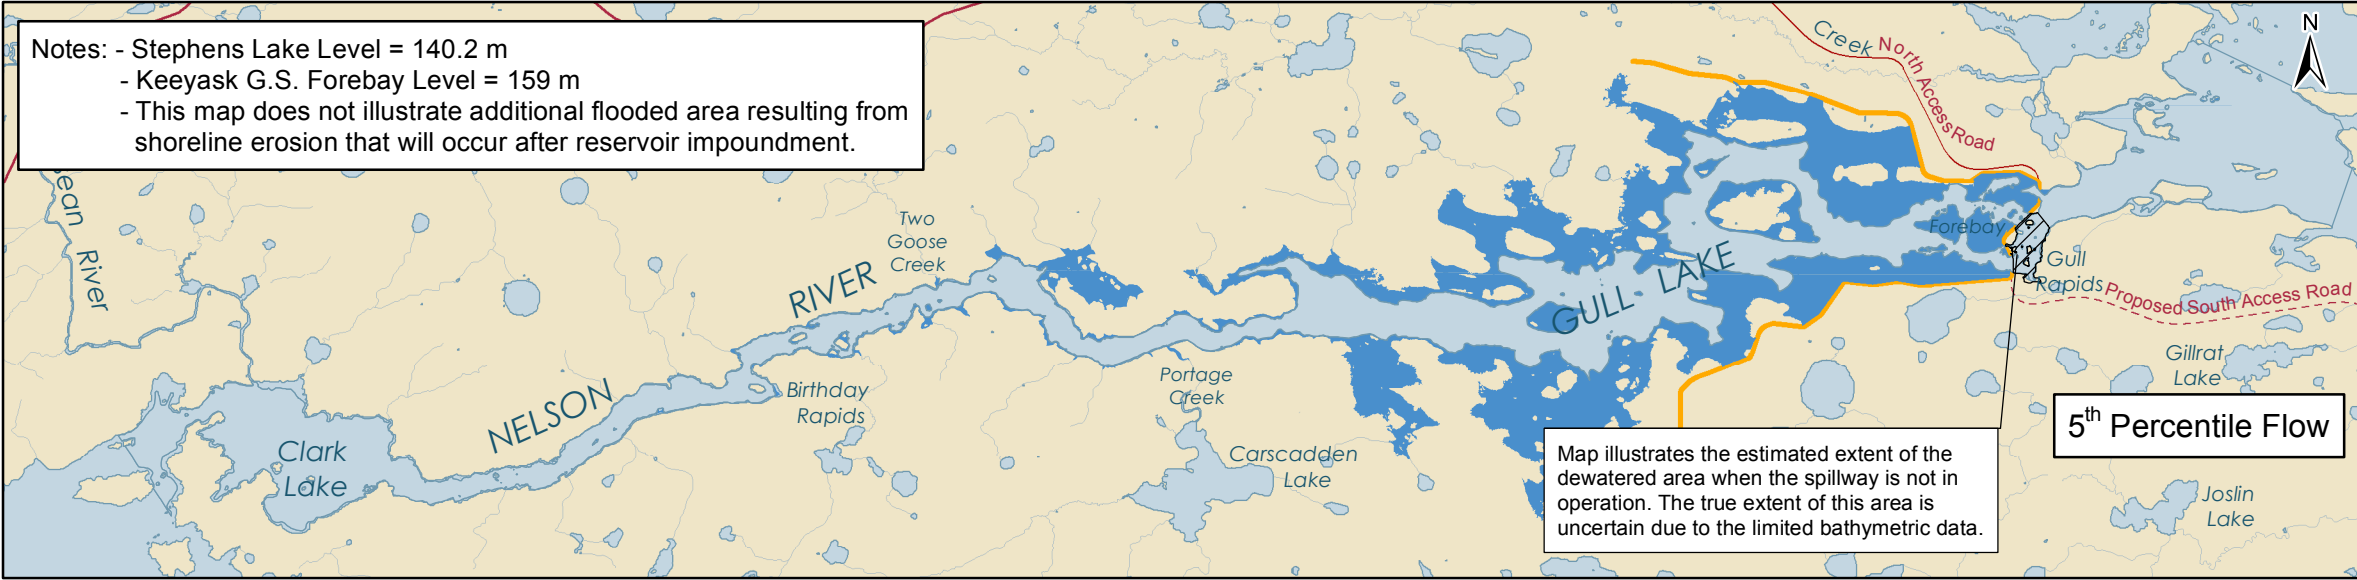 Notes: - Stephens Lake Level = 140.2 m
- Keeyask G.S. Forebay Level = 159 m
- This map does not illustrate additional flooded area resulting from
shoreline erosion that will occur after reservoir impoundment.
N
Creek
North Access Road
ean River
Two
Goose
Creek
NELSON RIVER
Birthday
Rapids
Clark
Lake
Portage
Creek
Carscadden
Lake
GULL LAKE
Forebay
Gull
Rapids
Proposed South Access Road
Gillrat
Lake
5th Percentile Flow
Joslin
Lake
Map illustrates the estimated extent of the
dewatered area when the spillway is not in
operation. The true extent of this area is
uncertain due to the limited bathymetric data.